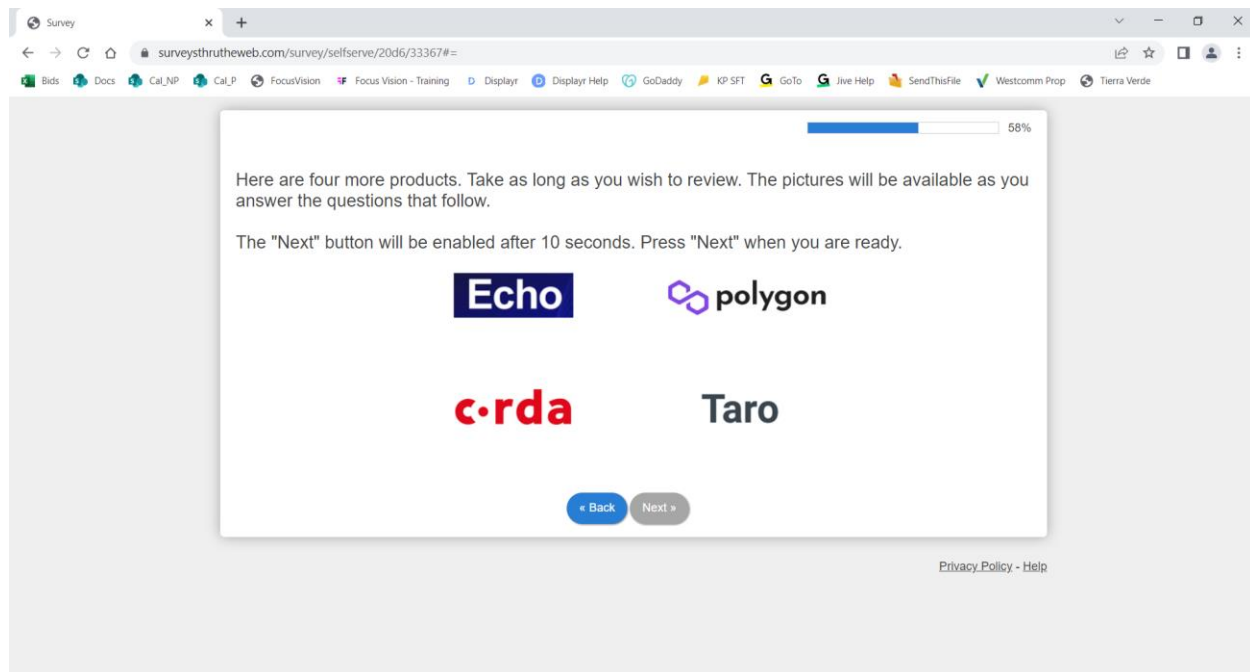 Survey
surveysthrutheweb.com/survey/selfserve/20d6/33367#=
Bids Docs Cal_NP Cal_P FocusVision Focus Vision - Training Displayr Displayr Help GoDaddy KP SFT GoTo Jive Help SendThisFile Westcomm Prop Tierra Verde
58%
Here are four more products. Take as long as you wish to review. The pictures will be available as you
answer the questions that follow.
The "Next" button will be enabled after 10 seconds. Press "Next" when you are ready.
Echo polygon
c•rda Taro
« Back Next »
Privacy Policy - Help